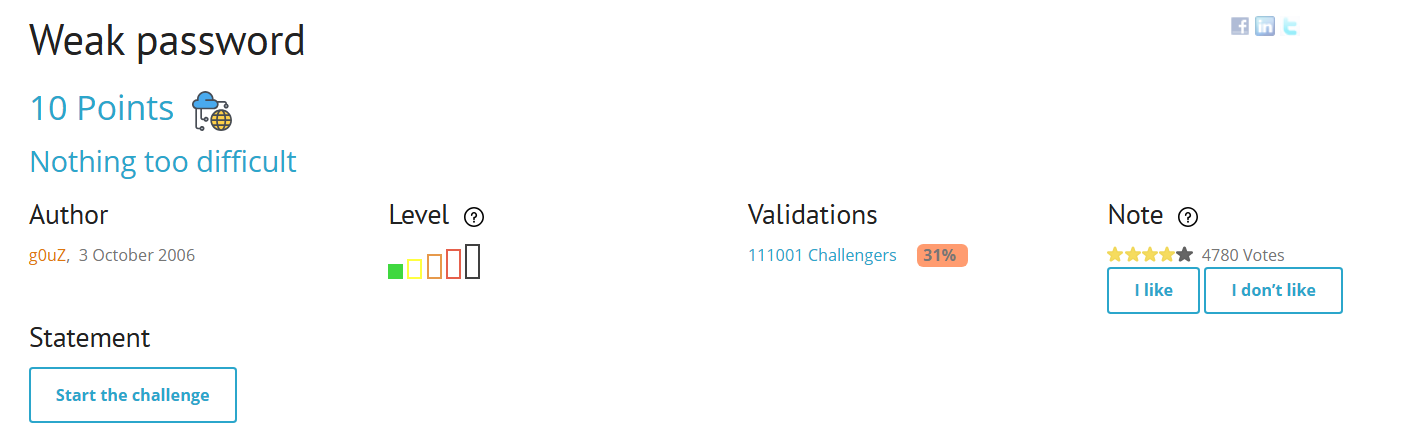 Weak password
10 Points
Nothing too difficult
Author
Level ?
Validations
Note ?
g0uZ, 3 October 2006
111001 Challengers 31%
4780 Votes
I like
I don’t like
Statement
Start the challenge